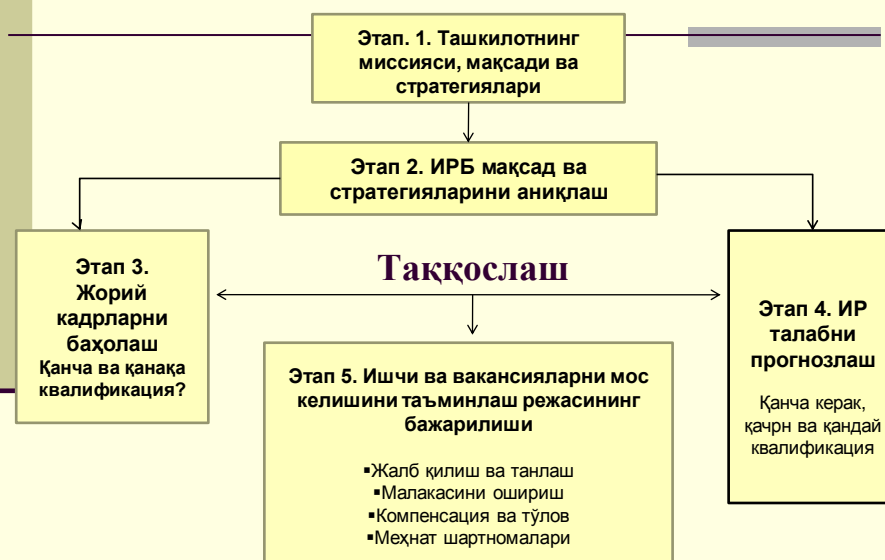 Этап. 1. Ташкилотнинг
миссияси, мақсади ва
стратегиялари
Этап 2. ИРБ мақсад ва
стратегияларини аниқлаш
Этап 3.
Жорий
кадрларни
баҳолаш
Қанча ва қанақа
квалификация?
Таққослаш
Этап 4. ИР
талабни
прогнозлаш
Қанча керак,
қачрн ва қандай
квалификация
Этап 5. Ишчи ва вакансияларни мос
келишини таъминлаш режасининг
бажарилиши
▪Жалб қилиш ва танлаш
▪Малакасини ошириш
▪Компенсация ва тўлов
▪Меҳнат шартномалари